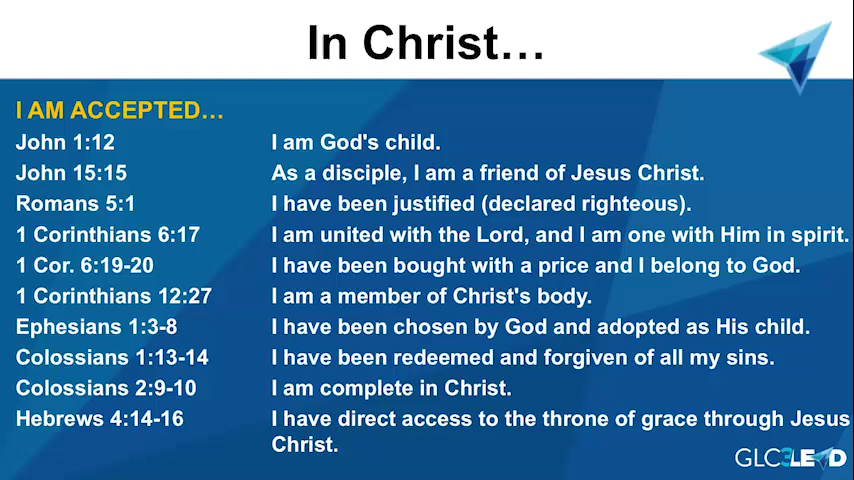 In Christ…
I AM ACCEPTED…
John 1:12 I am God's child.
John 15:15 As a disciple, I am a friend of Jesus Christ.
Romans 5:1 I have been justified (declared righteous).
1 Corinthians 6:17 I am united with the Lord, and I am one with Him in spirit.
1 Cor. 6:19-20 I have been bought with a price and I belong to God.
1 Corinthians 12:27 I am a member of Christ's body.
Ephesians 1:3-8 I have been chosen by God and adopted as His child.
Colossians 1:13-14 I have been redeemed and forgiven of all my sins.
Colossians 2:9-10 I am complete in Christ.
Hebrews 4:14-16 I have direct access to the throne of grace through Jesus
Christ.